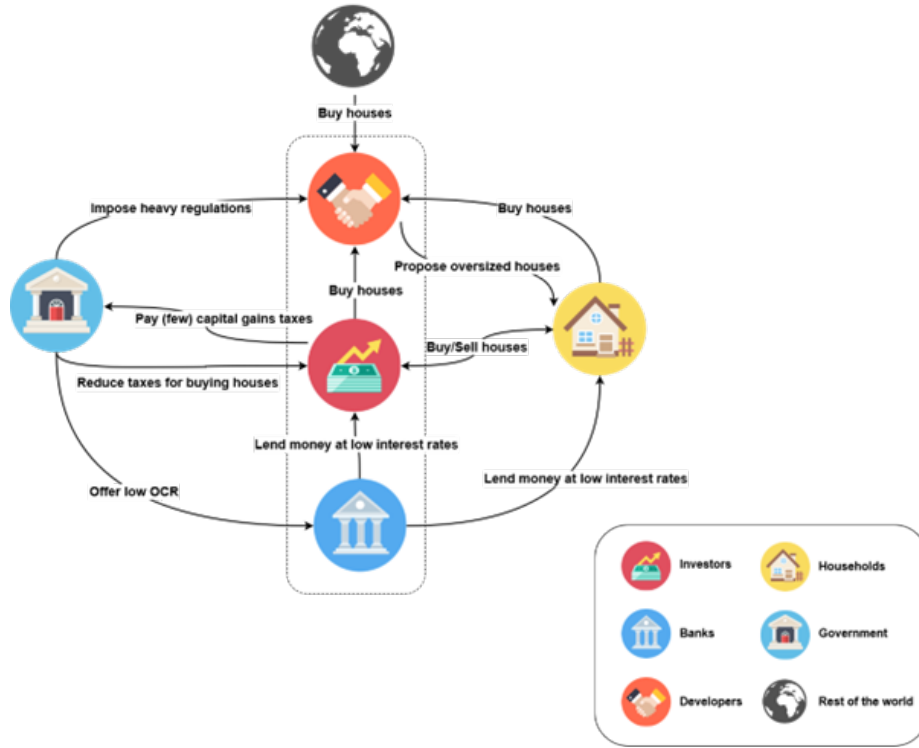 Buy houses
Impose heavy regulations
Buy houses
Propose oversized houses
Buy houses
Pay (few) capital gains taxes
Buy/Sell houses
Reduce taxes for buying houses
Lend money at low interest rates
Lend money at low interest rates
Offer low OCR
Investors
Households
Banks
Government
Developers
Rest of the world